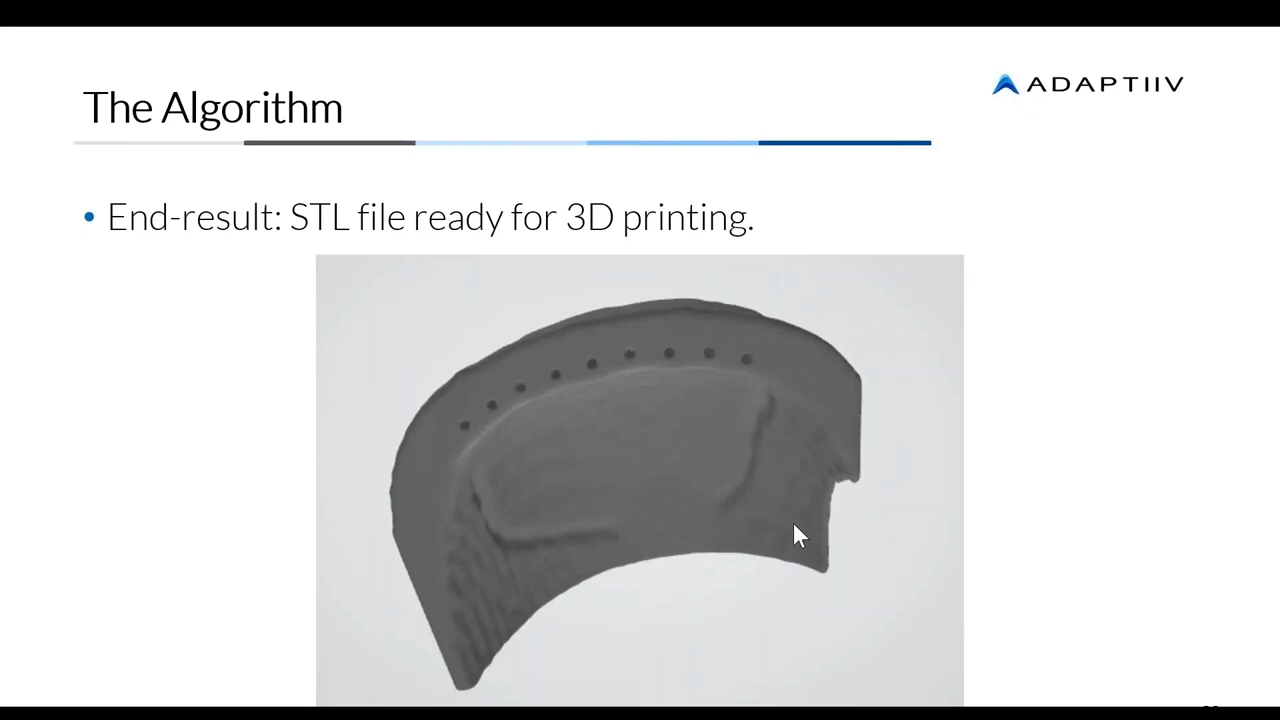 The Algorithm
ADAPTIIV
• End-result: STL file ready for 3D printing.